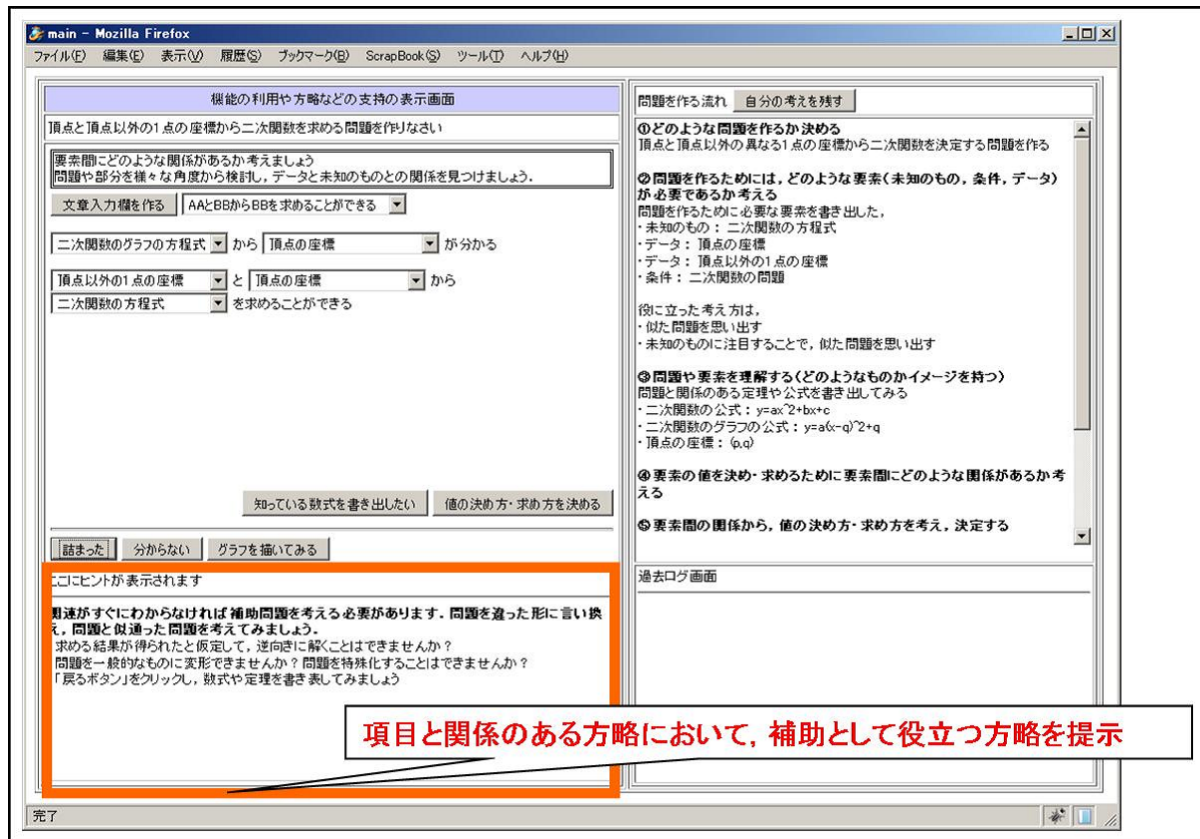 main - Mozilla Firefox
ファイル(F) 編集(E) 表示(V) 履歴(S) ブックマーク(B) ScrapBook(S) ツール(T) ヘルプ(H)
機能の利用や方略などの支持の表示画面
頂点と頂点以外の1点の座標から二次関数を求める問題を作りなさい
要素間にどのような関係があるか考えましょう
問題や部分を様々な角度から検討し，データと未知のものとの関係を見つけましょう．
文章入力欄を作る AAとBBからBBを求めることができる
二次関数のグラフの方程式 から 頂点の座標 が分かる
頂点以外の1点の座標 と 頂点の座標 から
二次関数の方程式 を求めることができる
知っている数式を書き出したい 値の決め方・求め方を決める
詰まった 分からない グラフを描いてみる
ここにヒントが表示されます
関連がすぐにわからなければ補助問題を考える必要があります．問題を違った形に言い換
え，問題と似通った問題を考えてみましょう．
求める結果が得られたと仮定して，逆向きに解くことはできませんか？
問題を一般的なものに変形できませんか？問題を特殊化することはできませんか？
「戻るボタン」をクリックし，数式や定理を書き表してみましょう
問題を作る流れ 自分の考えを残す
①どのような問題を作るか決める
頂点と頂点以外の異なる1点の座標から二次関数を決定する問題を作る
②問題を作るためには，どのような要素(未知のもの，条件，データ)
が必要であるか考える
問題を作るために必要な要素を書き出した，
・未知のもの： 二次関数の方程式
・データ： 頂点の座標
・データ： 頂点以外の1点の座標
・条件： 二次関数の問題
役に立った考え方は，
・似た問題を思い出す
・未知のものに注目することで，似た問題を思い出す
③問題や要素を理解する(どのようなものかイメージを持つ)
問題と関係のある定理や公式を書き出してみる
・二次関数の公式： y=ax^2+bx+c
・二次関数のグラフの公式： y=a(x-q)^2+q
・頂点の座標： (p,q)
④要素の値を決め・求めるために要素間にどのような関係があるか考
える
⑤要素間の関係から，値の決め方・求め方を考え，決定する
過去ログ画面
項目と関係のある方略において，補助として役立つ方略を提示
完了